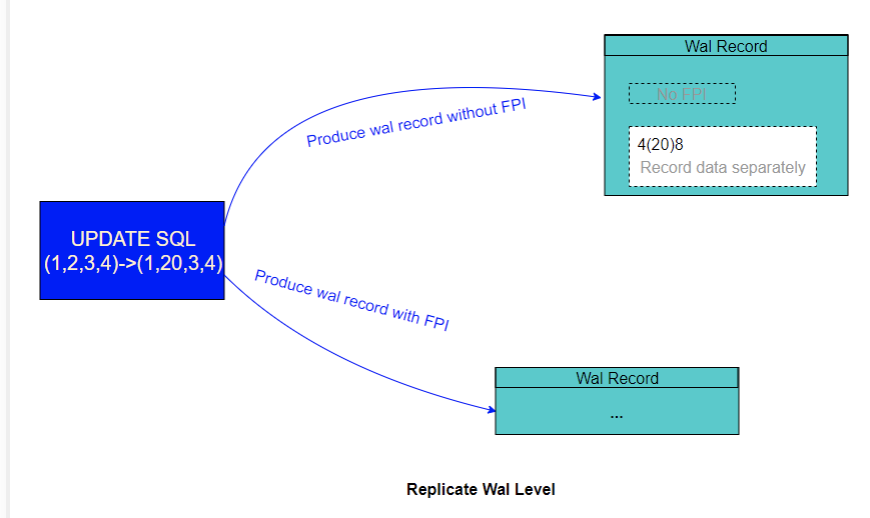 Wal Record
No FPI
4(20)8
Record data separately
Produce wal record without FPI
UPDATE SQL
(1,2,3,4)->(1,20,3,4)
Produce wal record with FPI
Wal Record
...
Replicate Wal Level